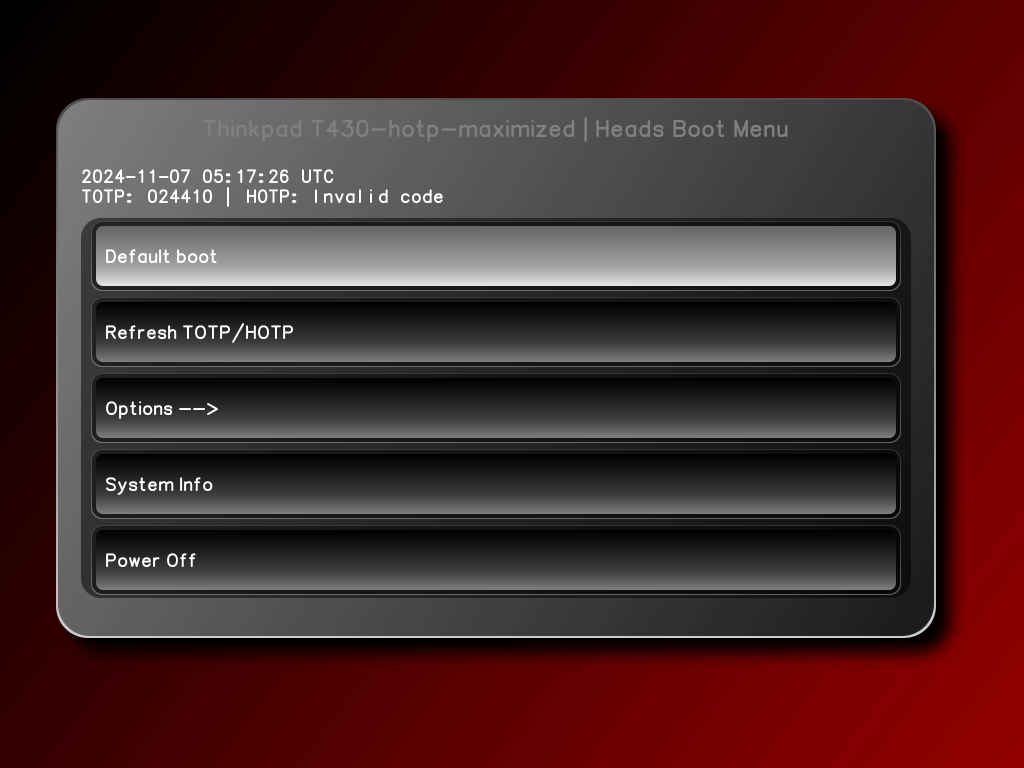 Thinkpad T430-hotp-maximized | Heads Boot Menu
2024-11-07 05:17:26 UTC
TOTP: 024410 | HOTP: Invalid code
Default boot
Refresh TOTP/HOTP
Options -->
System Info
Power Off